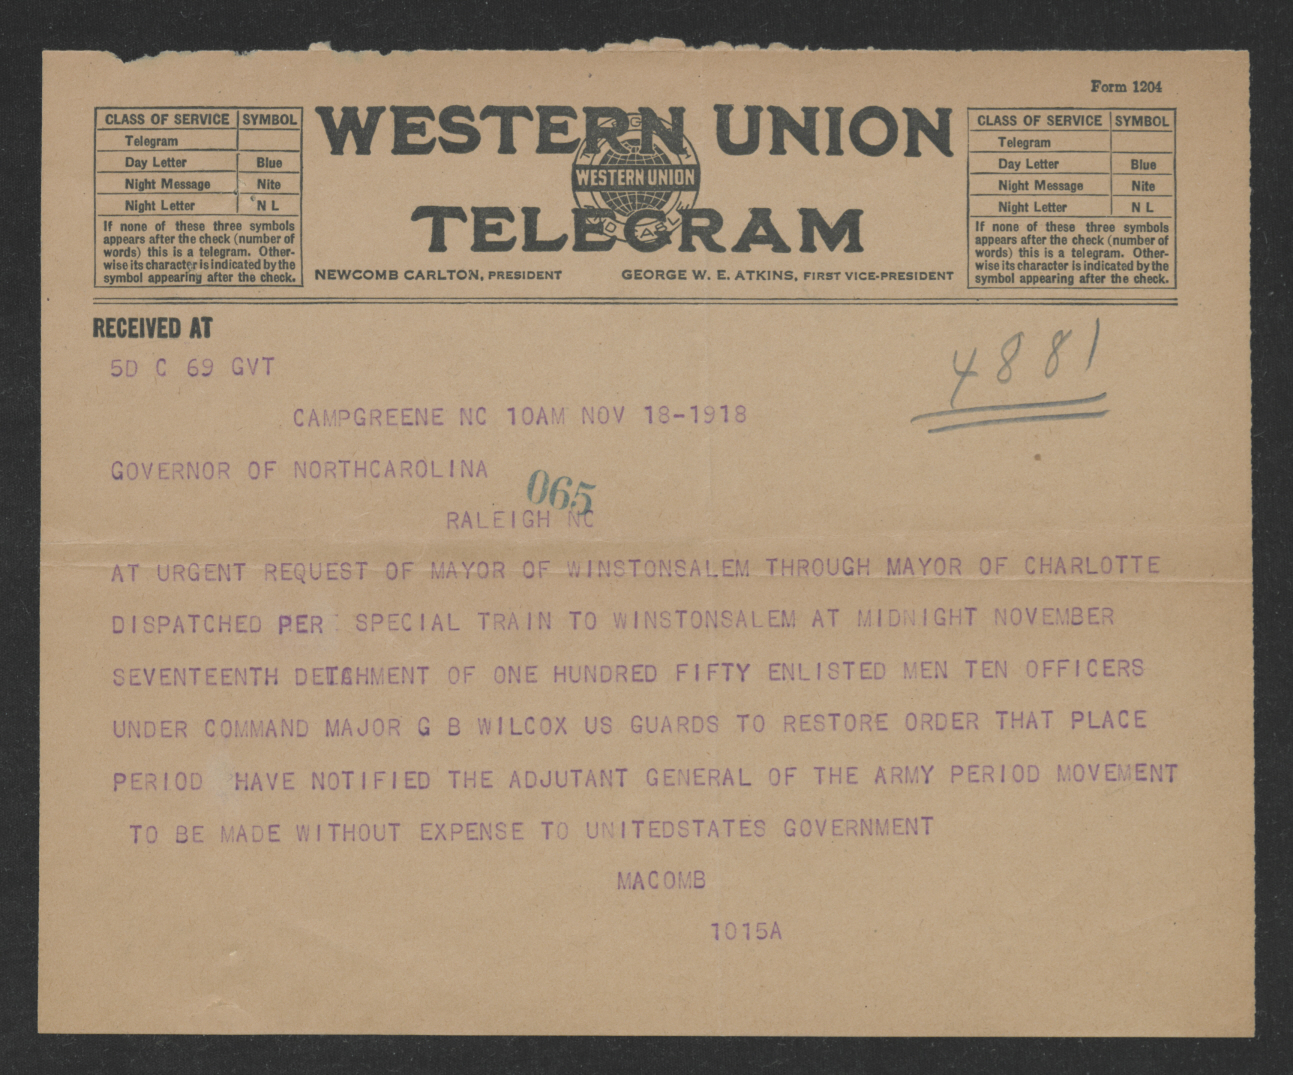 Form 1204
CLASS OF SERVICE SYMBOL
Telegram
Day Letter Blue
Night Message Nite
Night Letter N L
If none of these three symbols
appears after the check (number of
words) this is a telegram. Other-
wise its character is indicated by the
symbol appearing after the check.
WESTERN UNION
WESTERN UNION
TELEGRAM
NEWCOMB CARLTON, PRESIDENT GEORGE W. E. ATKINS, FIRST VICE-PRESIDENT
CLASS OF SERVICE SYMBOL
Telegram
Day Letter Blue
Night Message Nite
Night Letter N L
If none of these three symbols
appears after the check (number of
words) this is a telegram. Other-
wise its character is indicated by the
symbol appearing after the check.
RECEIVED AT
4881
5D C 69 GVT
CAMPGREENE NC 10AM NOV 18-1918
GOVERNOR OF NORTHCAROLINA
065
RALEIGH NC
AT URGENT REQUEST OF MAYOR OF WINSTONSALEM THROUGH MAYOR OF CHARLOTTE
DISPATCHED PER SPECIAL TRAIN TO WINSTONSALEM AT MIDNIGHT NOVEMBER
SEVENTEENTH DETCHMENT OF ONE HUNDRED FIFTY ENLISTED MEN TEN OFFICERS
UNDER COMMAND MAJOR G B WILCOX US GUARDS TO RESTORE ORDER THAT PLACE
PERIOD HAVE NOTIFIED THE ADJUTANT GENERAL OF THE ARMY PERIOD MOVEMENT
TO BE MADE WITHOUT EXPENSE TO UNITEDSTATES GOVERNMENT
MACOMB
1015A